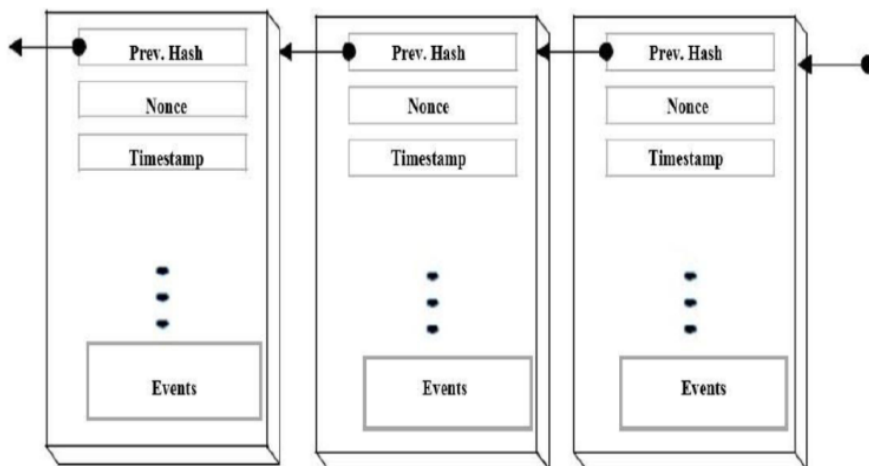 Prev. Hash
Nonce
Timestamp
Events
Prev. Hash
Nonce
Timestamp
Events
Prev. Hash
Nonce
Timestamp
Events